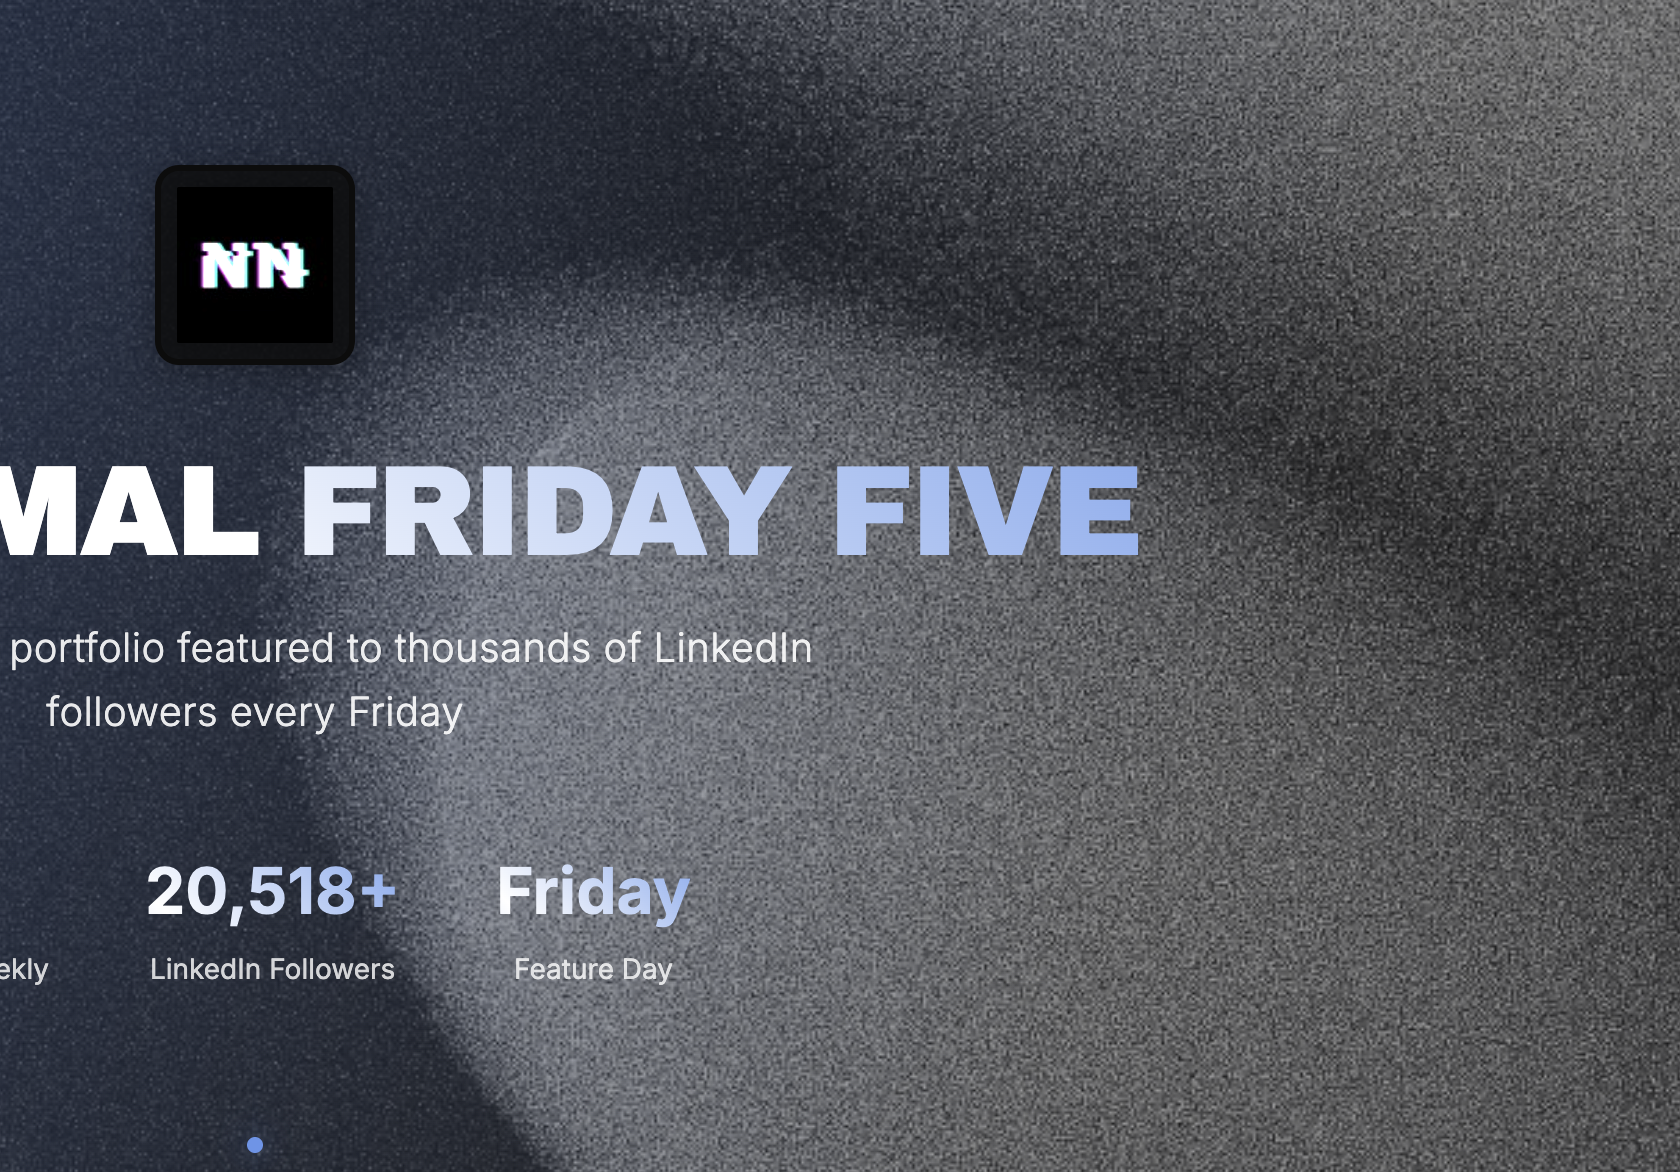 NN
MAL FRIDAY FIVE
portfolio featured to thousands of LinkedIn
followers every Friday
20,518+ Friday
ekly LinkedIn Followers Feature Day